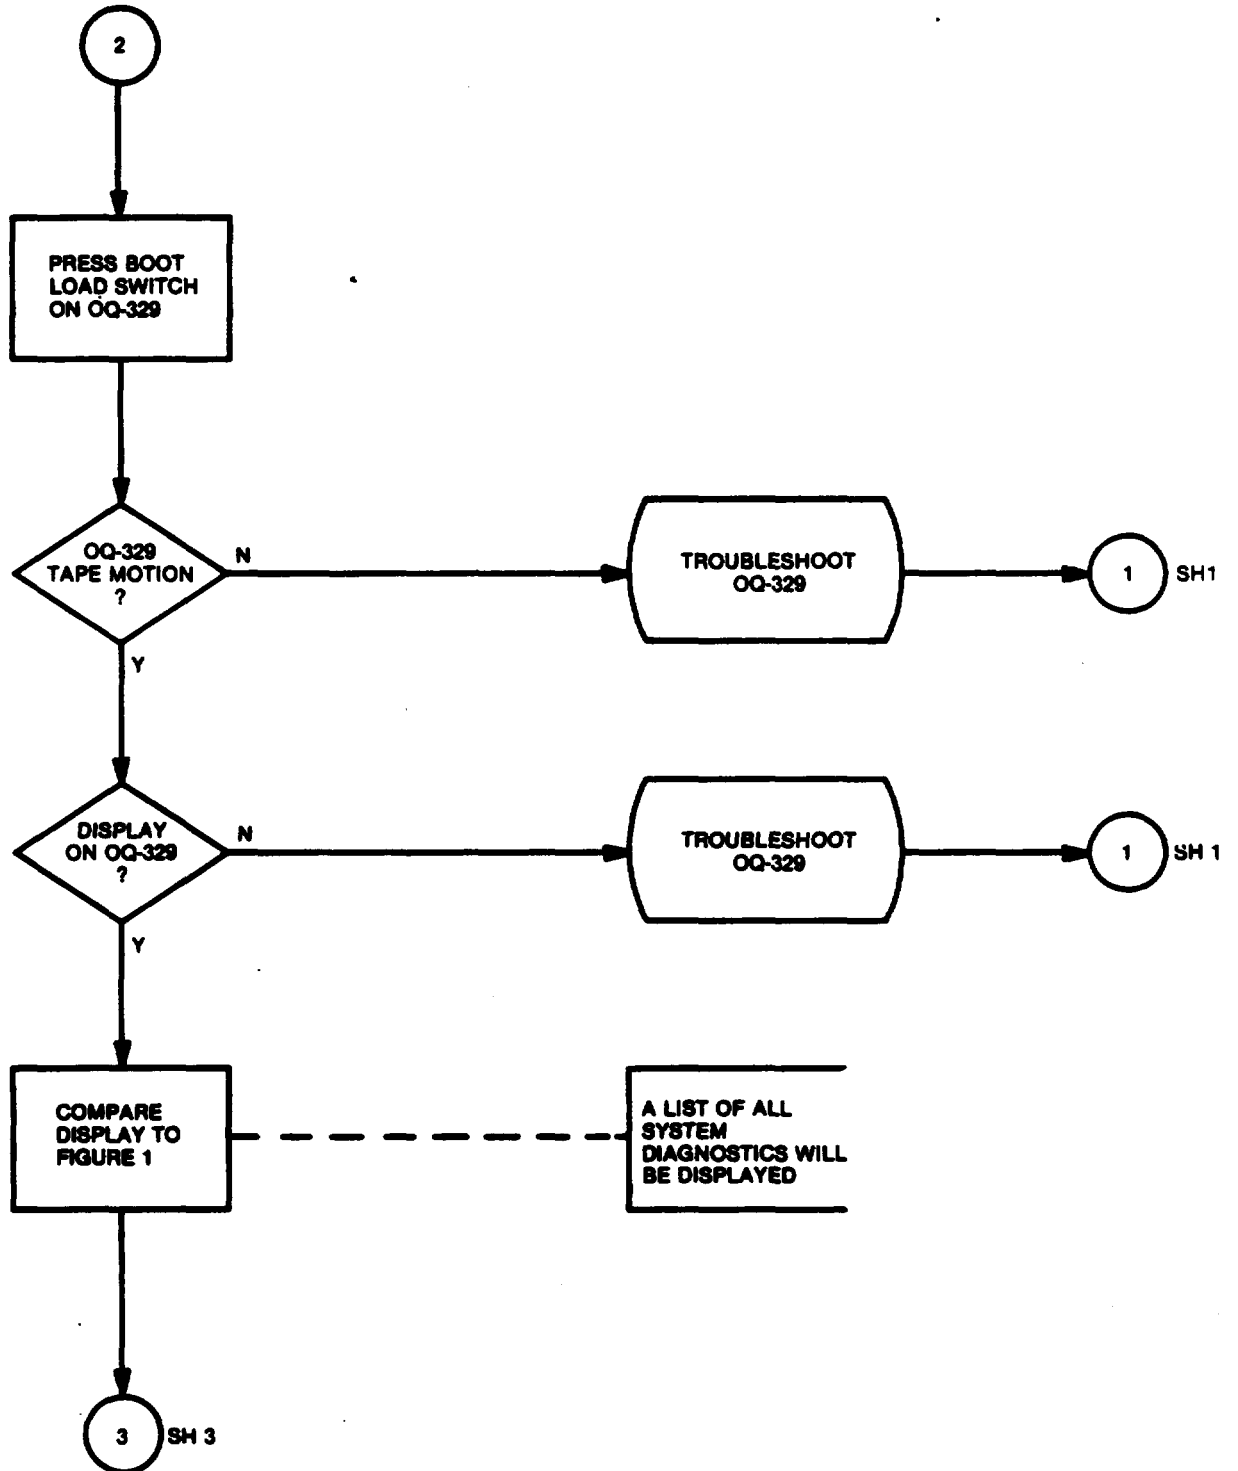 2
PRESS BOOT
LOAD SWITCH
ON OQ-329
OQ-329
TAPE MOTION
?
N
TROUBLESHOOT
OQ-329
1
SH1
Y
DISPLAY
ON OQ-329
?
N
TROUBLESHOOT
OQ-329
1
SH 1
Y
COMPARE
DISPLAY TO
FIGURE 1
A LIST OF ALL
SYSTEM
DIAGNOSTICS WILL
BE DISPLAYED
3
SH 3